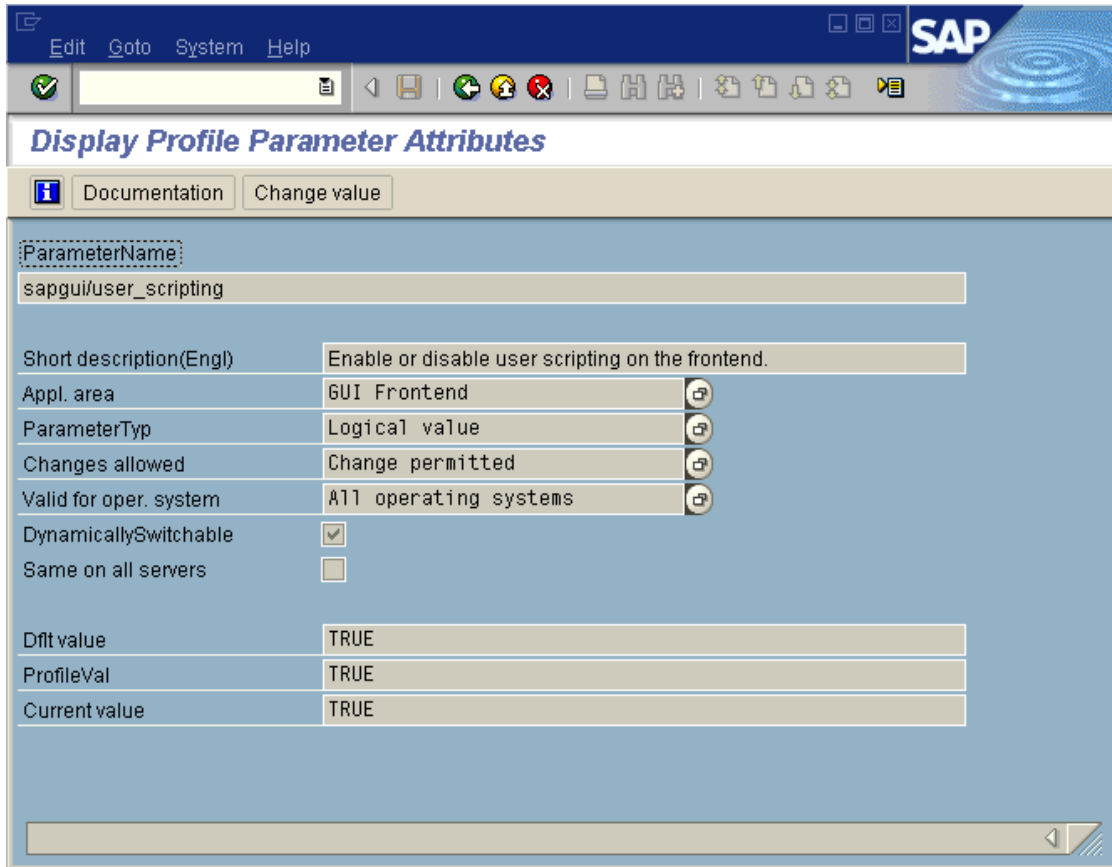 Edit Goto System Help
SAP
Display Profile Parameter Attributes
Documentation Change value
ParameterName
sapgui/user_scripting
Short description(Engl) Enable or disable user scripting on the frontend.
Appl. area GUI Frontend
ParameterTyp Logical value
Changes allowed Change permitted
Valid for oper. system All operating systems
DynamicallySwitchable
Same on all servers
Dflt value TRUE
ProfileVal TRUE
Current value TRUE